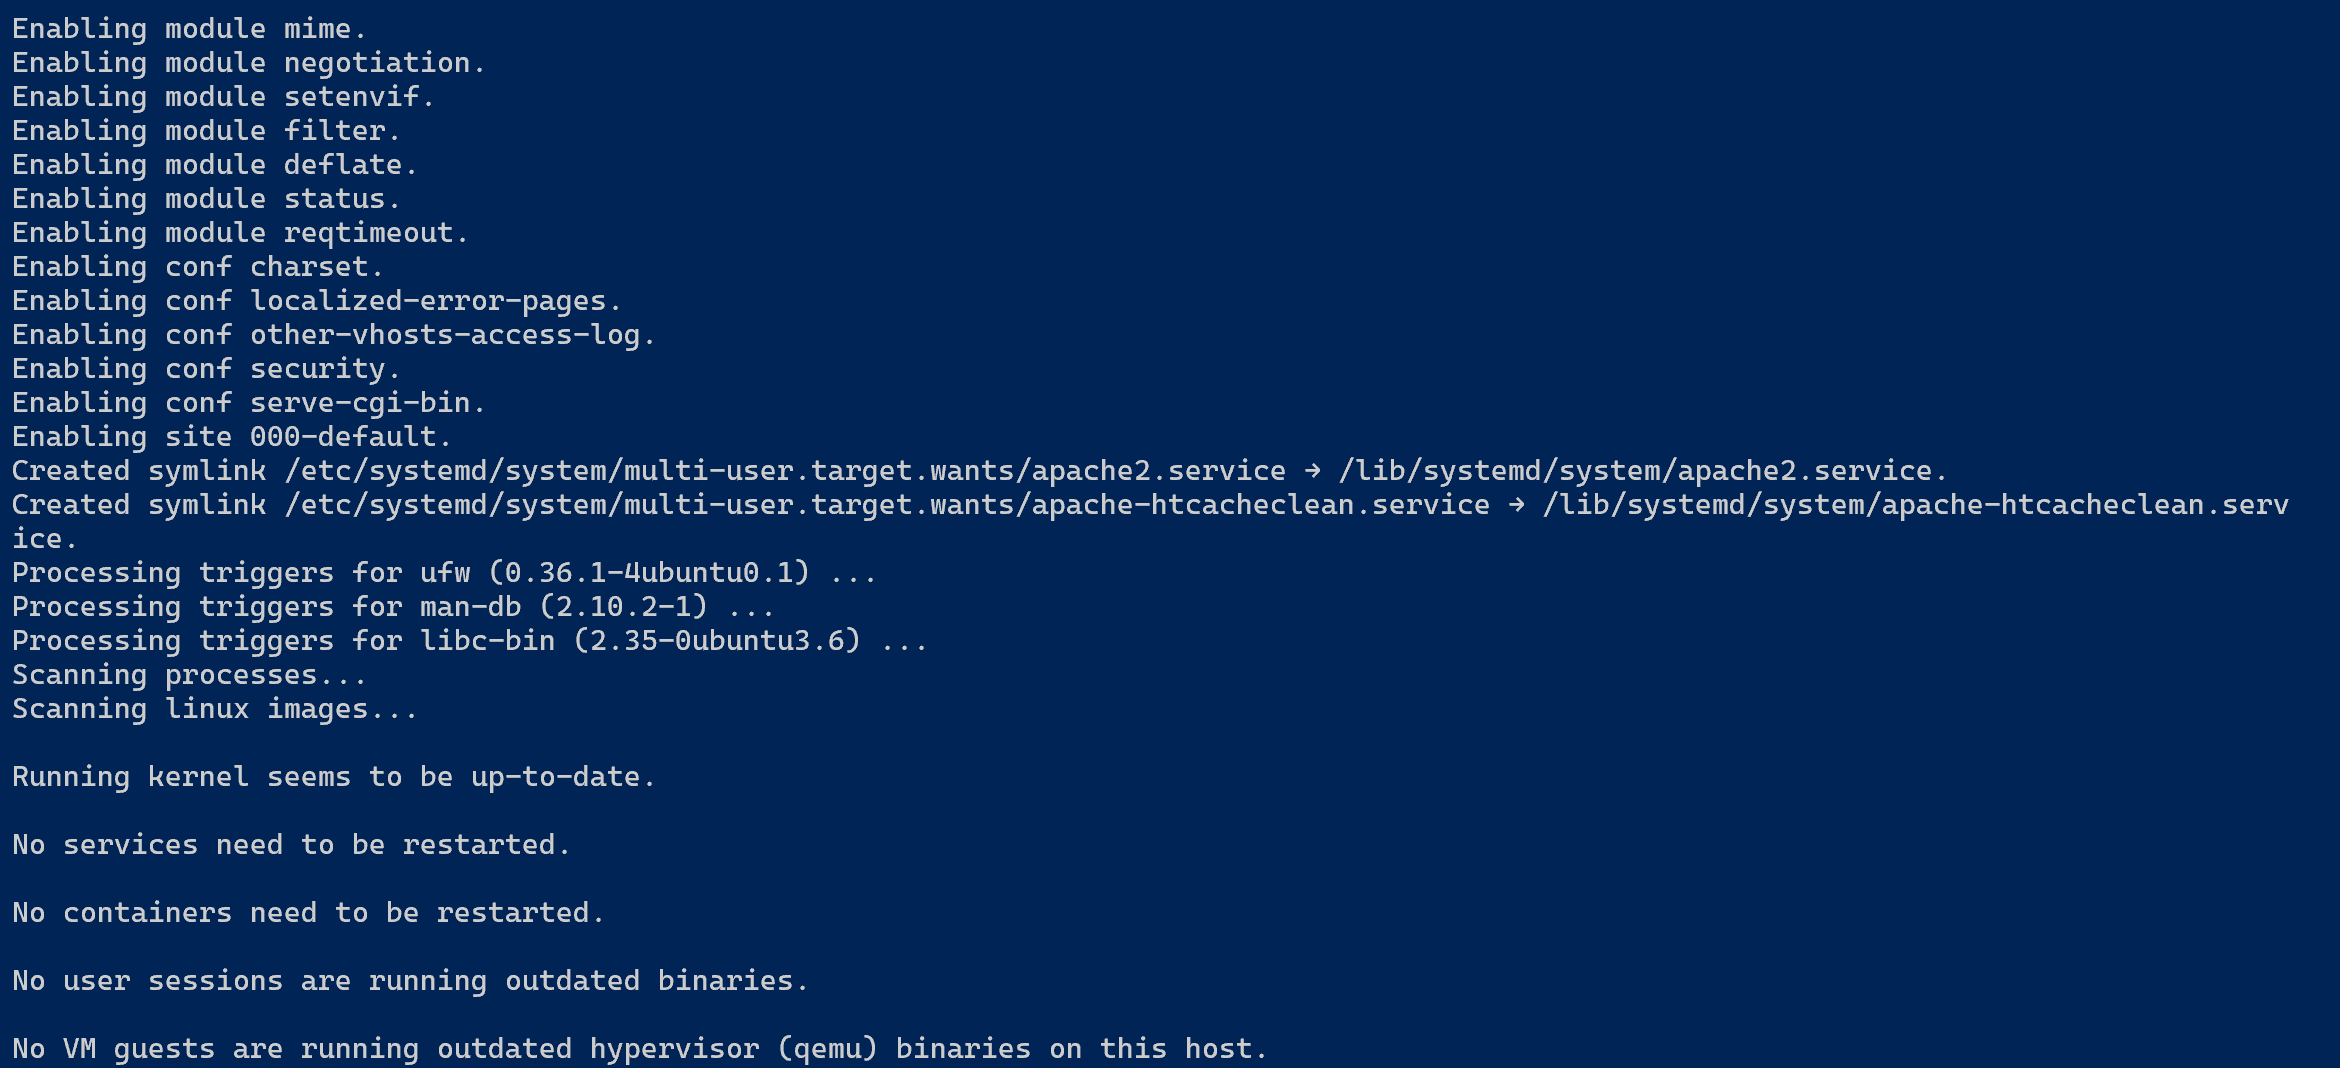 Enabling module mime.
Enabling module negotiation.
Enabling module setenvif.
Enabling module filter.
Enabling module deflate.
Enabling module status.
Enabling module reqtimeout.
Enabling conf charset.
Enabling conf localized-error-pages.
Enabling conf other-vhosts-access-log.
Enabling conf security.
Enabling conf serve-cgi-bin.
Enabling site 000-default.
Created symlink /etc/systemd/system/multi-user.target.wants/apache2.service → /lib/systemd/system/apache2.service.
Created symlink /etc/systemd/system/multi-user.target.wants/apache-htcacheclean.service → /lib/systemd/system/apache-htcacheclean.serv
ice.
Processing triggers for ufw (0.36.1-4ubuntu0.1) ...
Processing triggers for man-db (2.10.2-1) ...
Processing triggers for libc-bin (2.35-0ubuntu3.6) ...
Scanning processes...
Scanning linux images...
Running kernel seems to be up-to-date.
No services need to be restarted.
No containers need to be restarted.
No user sessions are running outdated binaries.
No VM guests are running outdated hypervisor (qemu) binaries on this host.